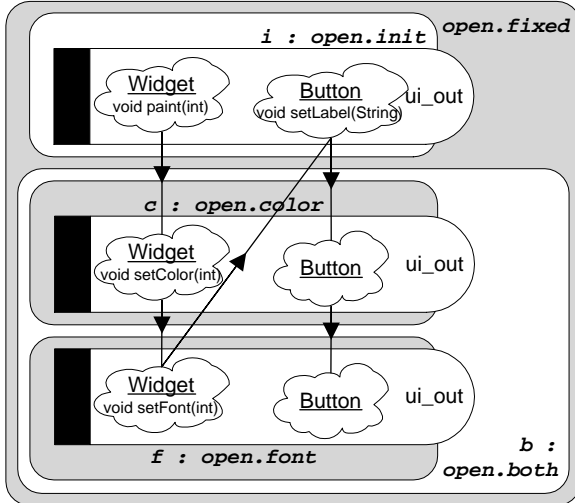 open.fixed
i : open.init
Widget
void paint(int)
Button
void setLabel(String)
ui_out
c : open.color
Widget
void setColor(int)
Button
ui_out
Widget
void setFont(int)
Button
ui_out
f : open.font
b :
open.both